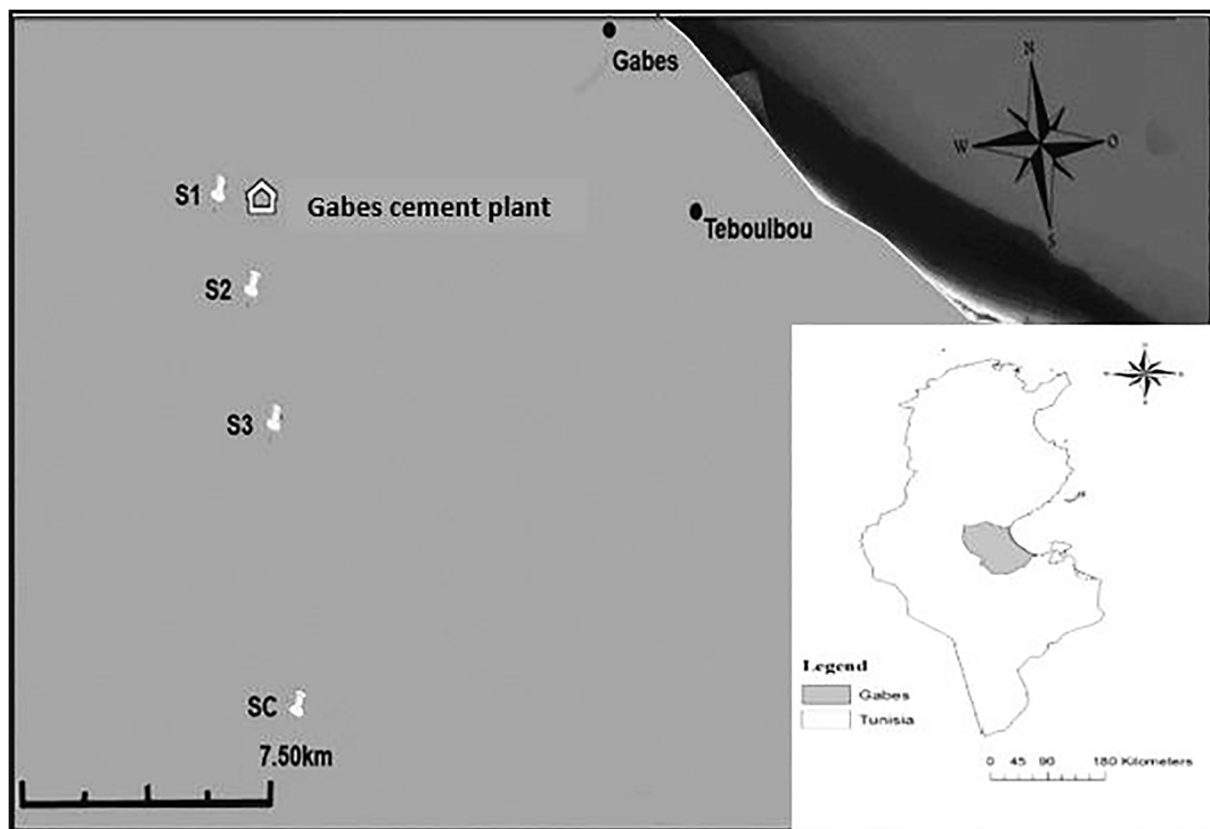 Gabes
N
W
O
S
S1
Gabes cement plant
Teboulbou
S2
S3
SC
7.50km
Legend
Gabes
Tunisia
0 45 90 180 Kilometers